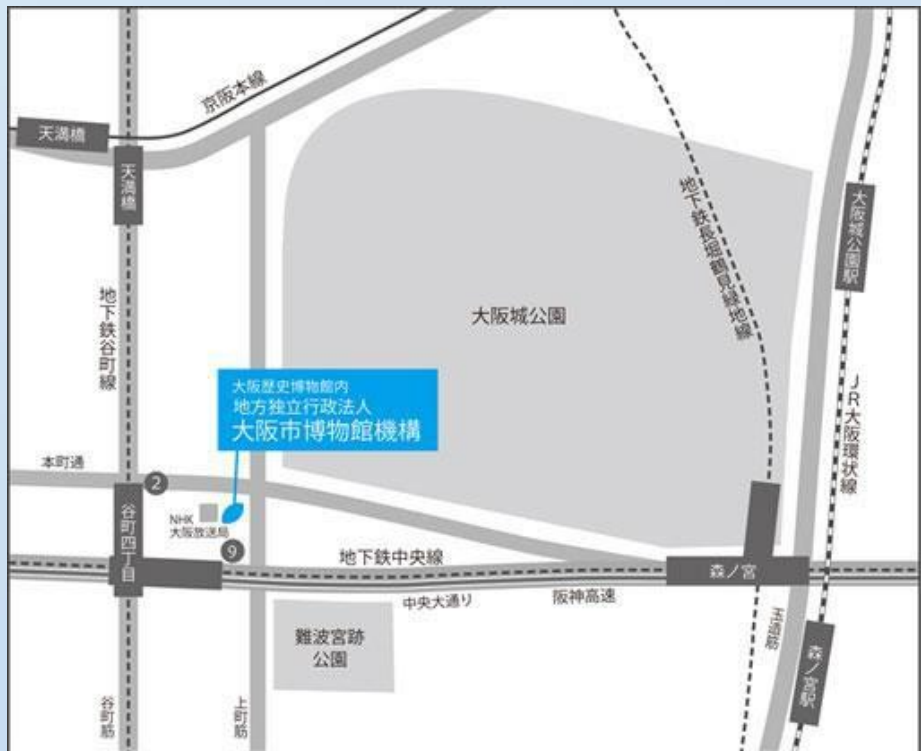 京阪本線
天満橋
天満橋
地下鉄谷町線
地下鉄長堀鶴見緑地線
大阪城公園駅
大阪城公園
JR大阪環状線
大阪歴史博物館内
地方独立行政法人
大阪市博物館機構
本町通
2
谷町四丁目
NHK
大阪放送局
9
地下鉄中央線
森ノ宮
中央大通り
阪神高速
玉造筋
難波宮跡
公園
森ノ宮駅
谷町筋
上町筋